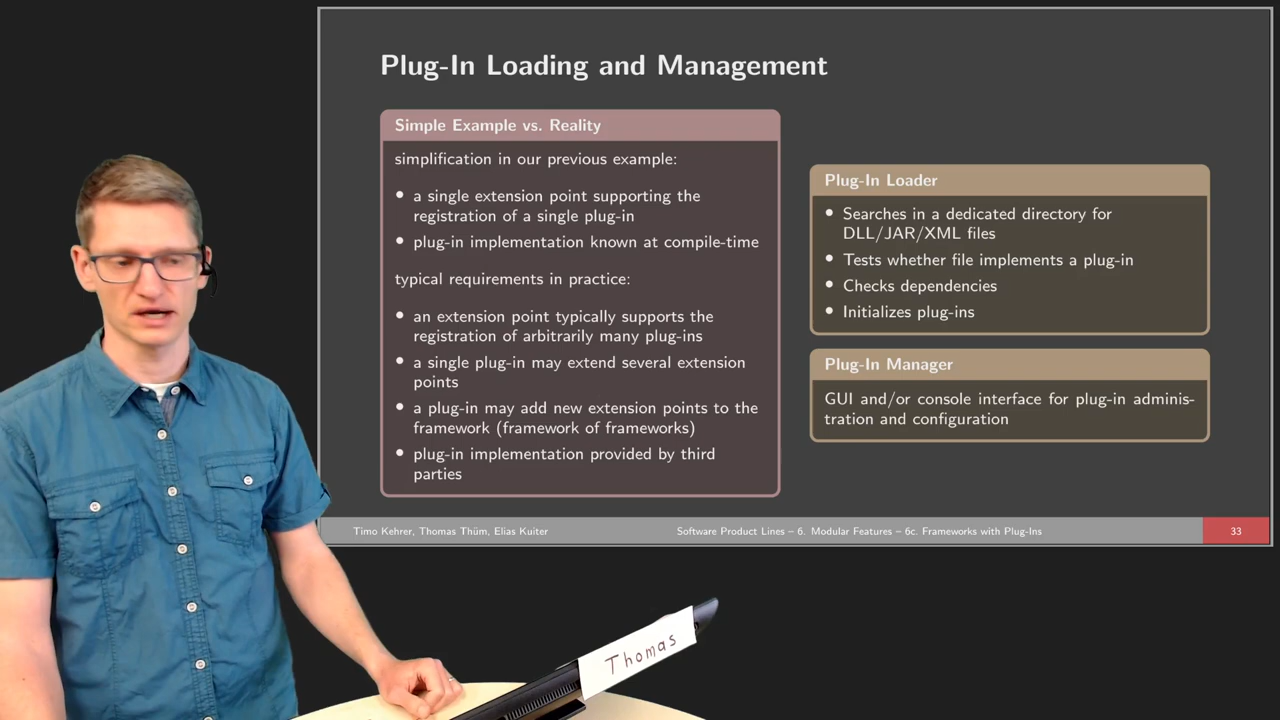 Plug-In Loading and Management
Simple Example vs. Reality
simplification in our previous example:
• a single extension point supporting the
registration of a single plug-in
• plug-in implementation known at compile-time
typical requirements in practice:
• an extension point typically supports the
registration of arbitrarily many plug-ins
• a single plug-in may extend several extension
points
• a plug-in may add new extension points to the
framework (framework of frameworks)
• plug-in implementation provided by third
parties
Plug-In Loader
• Searches in a dedicated directory for
DLL/JAR/XML files
• Tests whether file implements a plug-in
• Checks dependencies
• Initializes plug-ins
Plug-In Manager
GUI and/or console interface for plug-in adminis-
tration and configuration
Timo Kehrer, Thomas Thüm, Elias Kuiter
Software Product Lines – 6. Modular Features – 6c. Frameworks with Plug-Ins
33
Thomas